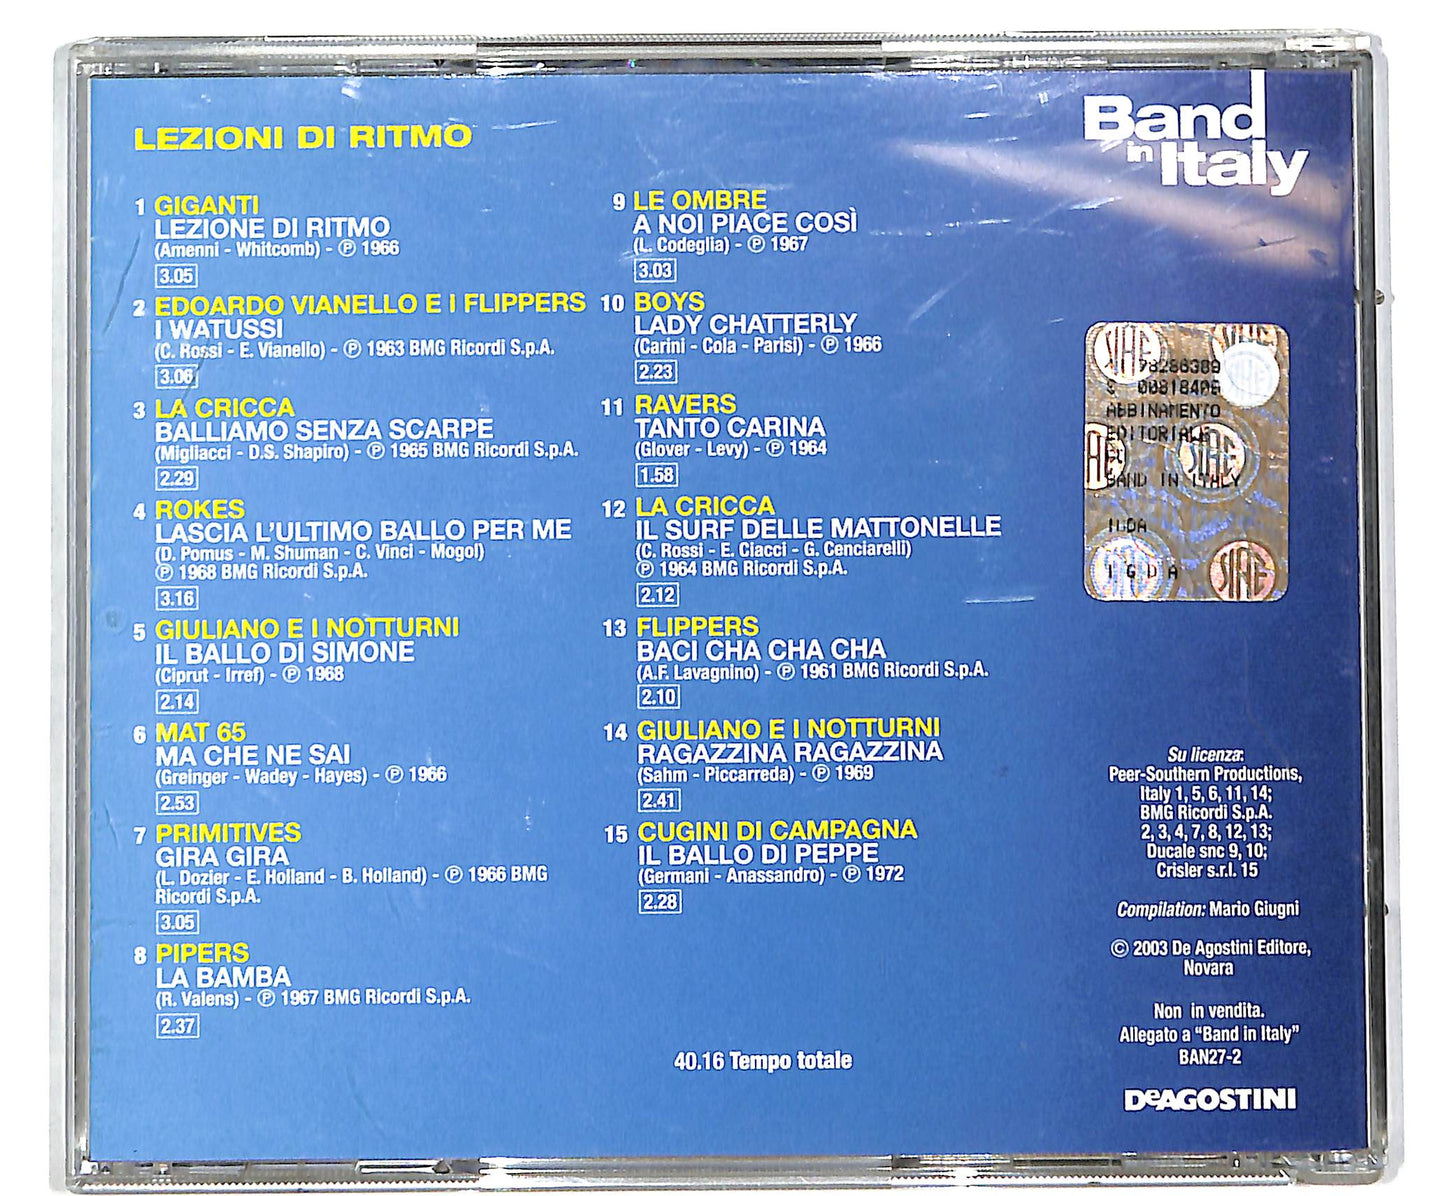 LEZIONI DI RITMO
1 GIGANTI
LEZIONE DI RITMO
(Amenni - Whitcomb) - ℗ 1966
3.05
2 EDOARDO VIANELLO E I FLIPPERS
I WATUSSI
(C. Rossi - E. Vianello) - ℗ 1963 BMG Ricordi S.p.A.
3.06
3 LA CRICCA
BALLIAMO SENZA SCARPE
(Migliacci - D.S. Shapiro) - ℗ 1965 BMG Ricordi S.p.A.
2.29
4 ROKES
LASCIA L'ULTIMO BALLO PER ME
(D. Pomus - M. Shuman - C. Vinci - Mogol)
℗ 1968 BMG Ricordi S.p.A.
3.16
5 GIULIANO E I NOTTURNI
IL BALLO DI SIMONE
(Ciprut - Irref) - ℗ 1968
2.14
6 MAT 65
MA CHE NE SAI
(Greinger - Wadey - Hayes) - ℗ 1966
2.53
7 PRIMITIVES
GIRA GIRA
(L. Dozier - E. Holland - B. Holland) - ℗ 1966 BMG
Ricordi S.p.A.
3.05
8 PIPERS
LA BAMBA
(R. Valens) - ℗ 1967 BMG Ricordi S.p.A.
2.37
9 LE OMBRE
A NOI PIACE COSÌ
(L. Codeglia) - ℗ 1967
3.03
10 BOYS
LADY CHATTERLY
(Carini - Cola - Parisi) - ℗ 1966
2.23
11 RAVERS
TANTO CARINA
(Glover - Levy) - ℗ 1964
1.58
12 LA CRICCA
IL SURF DELLE MATTONELLE
(C. Rossi - E. Ciacci - G. Cenciarelli)
℗ 1964 BMG Ricordi S.p.A.
2.12
13 FLIPPERS
BACI CHA CHA CHA
(A.F. Lavagnino) - ℗ 1961 BMG Ricordi S.p.A.
2.10
14 GIULIANO E I NOTTURNI
RAGAZZINA RAGAZZINA
(Sahm - Piccarreda) - ℗ 1969
2.41
15 CUGINI DI CAMPAGNA
IL BALLO DI PEPPE
(Germani - Anassandro) - ℗ 1972
2.28
40.16 Tempo totale
Band
in Italy
SIAE
ABBINAMENTO
EDITORIALE
BAND IN ITALY
SIAE
Su licenza:
Peer-Southern Productions,
Italy 1, 5, 6, 11, 14;
BMG Ricordi S.p.A.
2, 3, 4, 7, 8, 12, 13;
Ducale snc 9, 10;
Crisler s.r.l. 15
Compilation: Mario Giugni
© 2003 De Agostini Editore,
Novara
Non in vendita.
Allegato a "Band in Italy"
BAN27-2
DeAGOSTINI